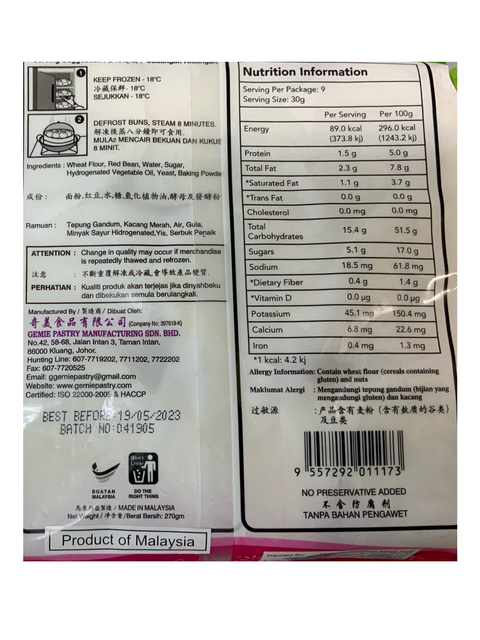 1
KEEP FROZEN - 18°C
冷藏保鮮 - 18°C
SEJUKKAN - 18°C
2
DEFROST BUNS, STEAM 8 MINUTES.
解凍後蒸八分鐘即可食用.
MULA2 MENCAIR BEKUAN DAN KUKUS
8 MINIT.
Ingredients : Wheat Flour, Red Bean, Water, Sugar,
Hydrogenated Vegetable Oil, Yeast, Baking Powde
成份: 面粉,红豆,水,糖,氫化植物油,酵母及發酵粉
Ramuan : Tepung Gandum, Kacang Merah, Air, Gula,
Minyak Sayur Hidrogenated,Yis, Serbuk Penaik
ATTENTION : Change in quality may occur if merchandise
is repeatedly thawed and refrozen.
注意 : 不斷重覆解凍或冷藏,會導致產品變質.
PERHATIAN : Kualiti produk akan terjejas jika dinyahbeku
dan dibekukan semula berulangkali.
Manufactured By / 製造商 / Dibuat Oleh:
奇美食品有限公司 (Company No: 397619-K)
GEMIE PASTRY MANUFACTURING SDN. BHD.
No.42, 58-68, Jalan Intan 3, Taman Intan,
86000 Kluang, Johor.
Hunting Line: 607-7719202, 7711202, 7722202
Fax: 607-7720525
Email: ggemiepastry@gmail.com
Website: www.gemiepastry.com
Certified: ISO 22000-2005 & HACCP
BEST BEFORE:19/05/2023
BATCH NO:041905
BUATAN
MALAYSIA
DO THE
RIGHT THING
馬來西亞製造 / MADE IN MALAYSIA
Net Weight / 净含量 / Berat Bersih: 270gm
Product of Malaysia
Nutrition Information
Serving Per Package: 9
Serving Size: 30g
Per Serving Per 100g
Energy 89.0 kcal 296.0 kcal
(373.8 kj) (1243.2 kj)
Protein 1.5 g 5.0 g
Total Fat 2.3 g 7.8 g
*Saturated Fat 1.1 g 3.7 g
*Trans Fat 0.0 g 0.0 g
Cholesterol 0.0 mg 0.0 mg
Total
Carbohydrates 15.4 g 51.5 g
Sugars 5.1 g 17.0 g
Sodium 18.5 mg 61.8 mg
*Dietary Fiber 0.4 g 1.4 g
*Vitamin D 0.0 µg 0.0 µg
Potassium 45.1 mg 150.4 mg
Calcium 6.8 mg 22.6 mg
Iron 0.4 mg 1.3 mg
*1 kcal: 4.2 kj
Allergy Information: Contain wheat flour (cereals containing
gluten) and nuts
Maklumat Alergi : Mengandungi tepung gandum (bijian yang
mengandungi gluten) dan kacang
过敏源 : 产品含有麦粉 (含有麸质的谷类)
及豆类
9 557292 011173
NO PRESERVATIVE ADDED
不含防腐剂
TANPA BAHAN PENGAWET